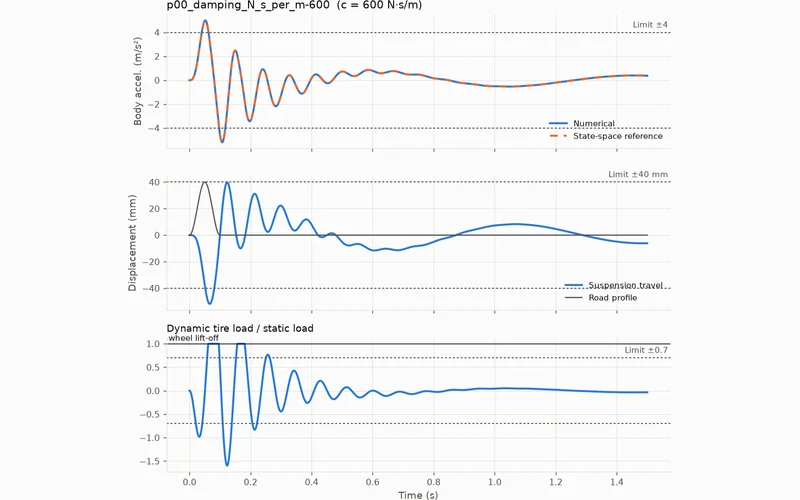 p00_damping_N_s_per_m-600 (c = 600 N·s/m)
Limit ±4
4
2
0
−2
−4
Body accel. (m/s²)
Numerical
State-space reference
Limit ±40 mm
40
20
0
−20
−40
Displacement (mm)
Suspension travel
Road profile
Dynamic tire load / static load
wheel lift-off
Limit ±0.7
1.0
0.5
0.0
−0.5
−1.0
−1.5
0.0 0.2 0.4 0.6 0.8 1.0 1.2 1.4
Time (s)